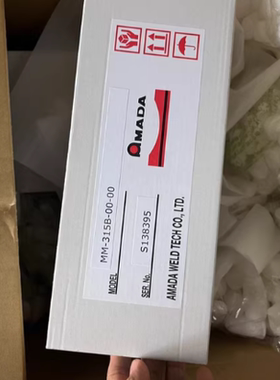 AMADA
MODEL
MM-315B-00-00
SER. No.
S138395
AMADA WELD TECH CO., LTD.